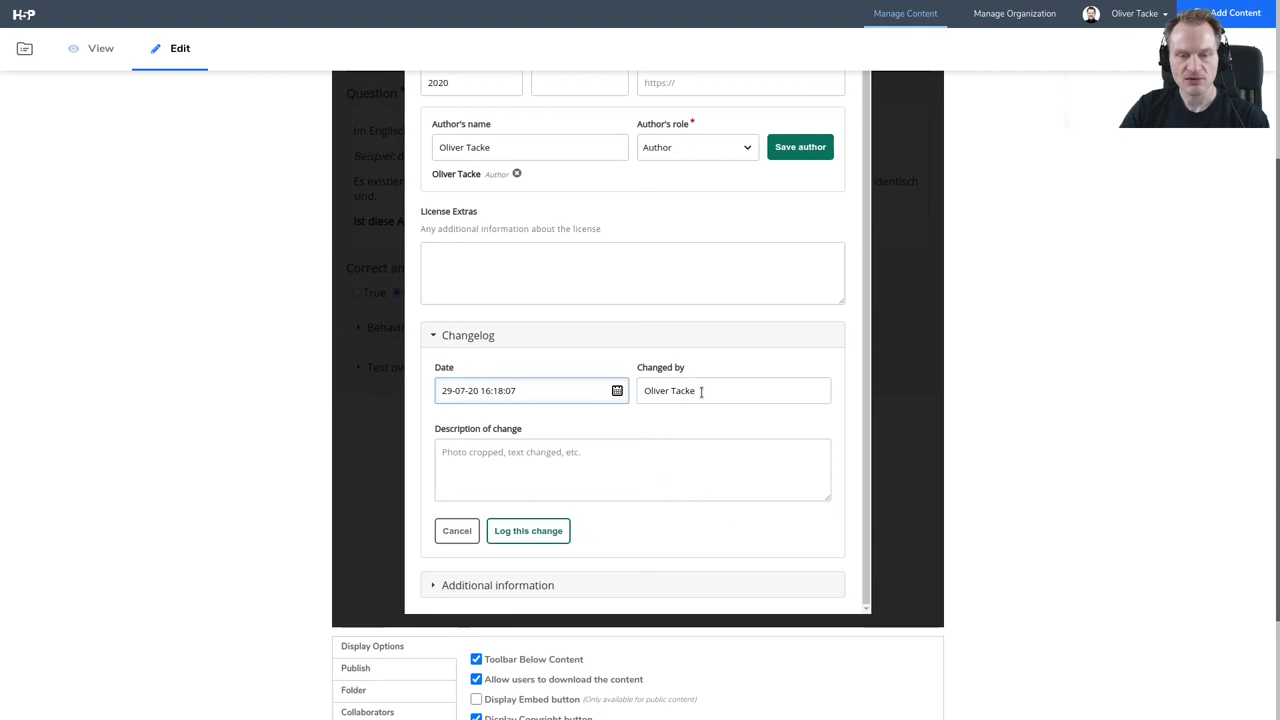 H5P
Manage Content
Manage Organization
Oliver Tacke
Add Content
View
Edit
2020
https://
Question *
Im Englisc
Beispiel: d
Es existier
identisch
sind.
Ist diese A
Author's name
Author's role *
Oliver Tacke
Author
Save author
Oliver Tacke Author
License Extras
Any additional information about the license
Correct an
True
Behavi
Text ov
Changelog
Date
Changed by
29-07-20 16:18:07
Oliver Tacke
Description of change
Photo cropped, text changed, etc.
Cancel
Log this change
Additional information
Display Options
Publish
Folder
Collaborators
Toolbar Below Content
Allow users to download the content
Display Embed button (Only available for public content)
Display Copyright button